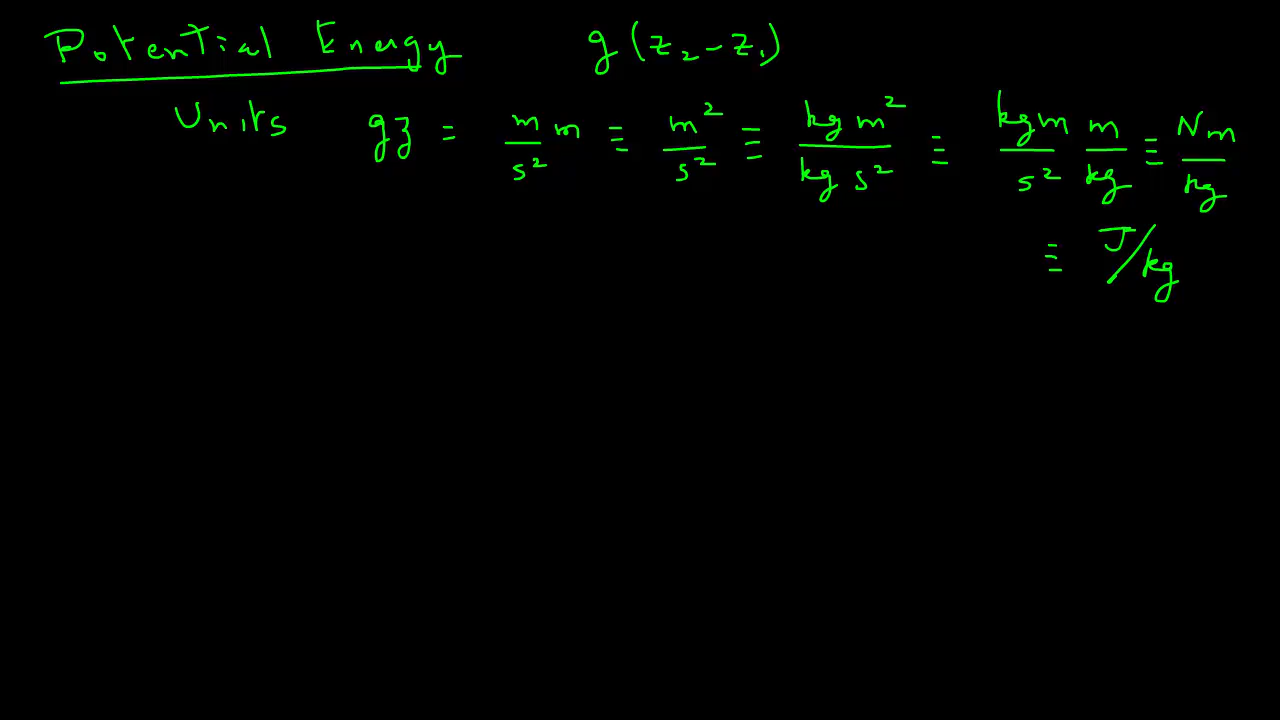 Potential Energy g(z₂-z₁)
Units gz = m/s² m ≡ m²/s² ≡ kg m²/kg s² ≡ kg m/s² m/kg ≡ Nm/kg
≡ J/kg